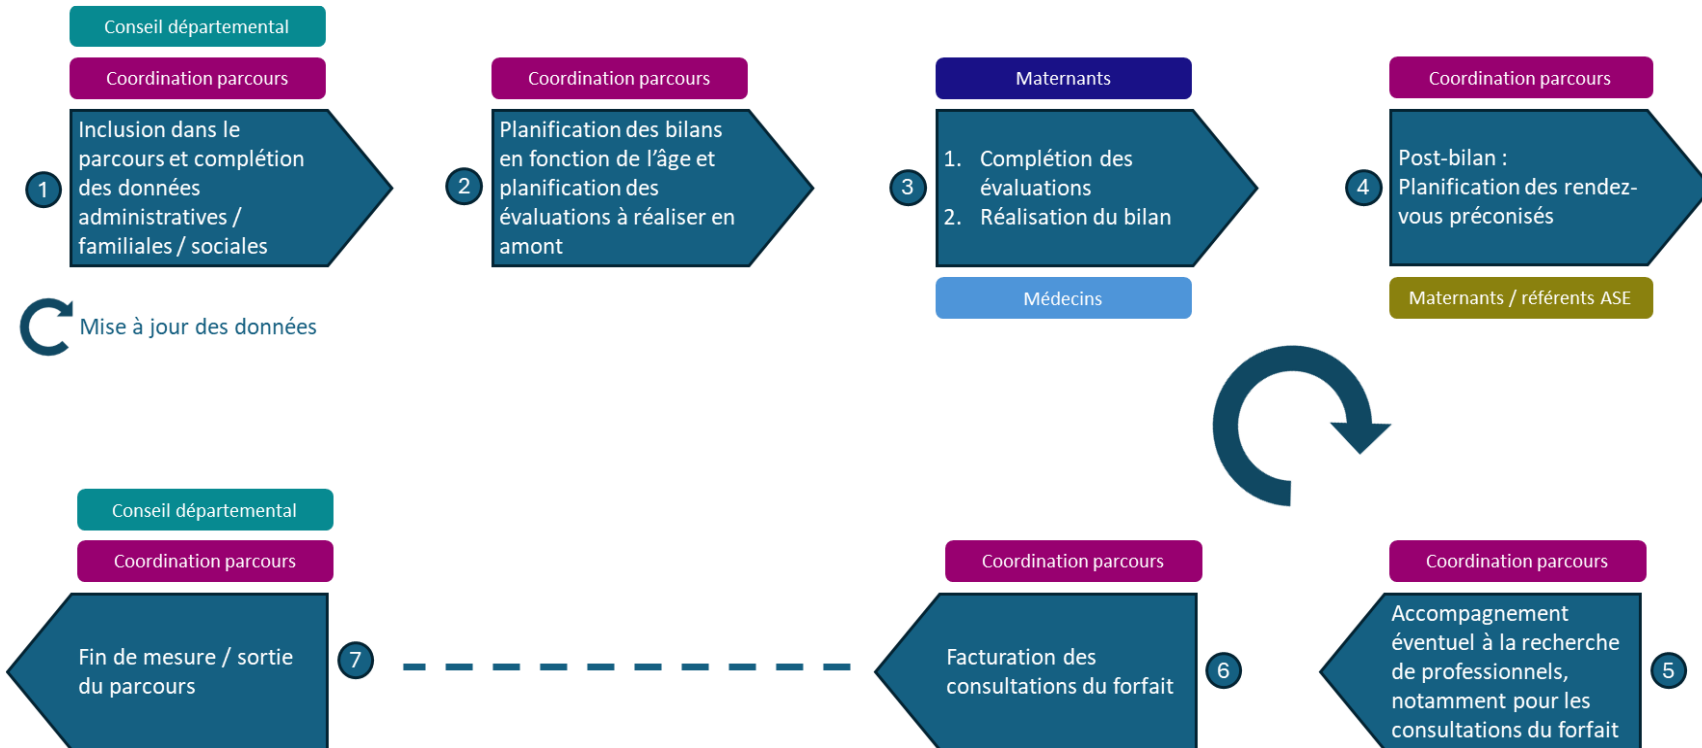 Conseil départemental
Coordination parcours
1
Inclusion dans le
parcours et complétion
des données
administratives /
familiales / sociales
Mise à jour des données
Coordination parcours
2
Planification des bilans
en fonction de l'âge et
planification des
évaluations à réaliser en
amont
Maternants
3
1. Complétion des
évaluations
2. Réalisation du bilan
Médecins
Coordination parcours
4
Post-bilan :
Planification des rendez-
vous préconisés
Maternants / référents ASE
Coordination parcours
Accompagnement
éventuel à la recherche
de professionnels,
notamment pour les
consultations du forfait
5
Coordination parcours
Facturation des
consultations du forfait
6
Conseil départemental
Coordination parcours
Fin de mesure / sortie
du parcours
7